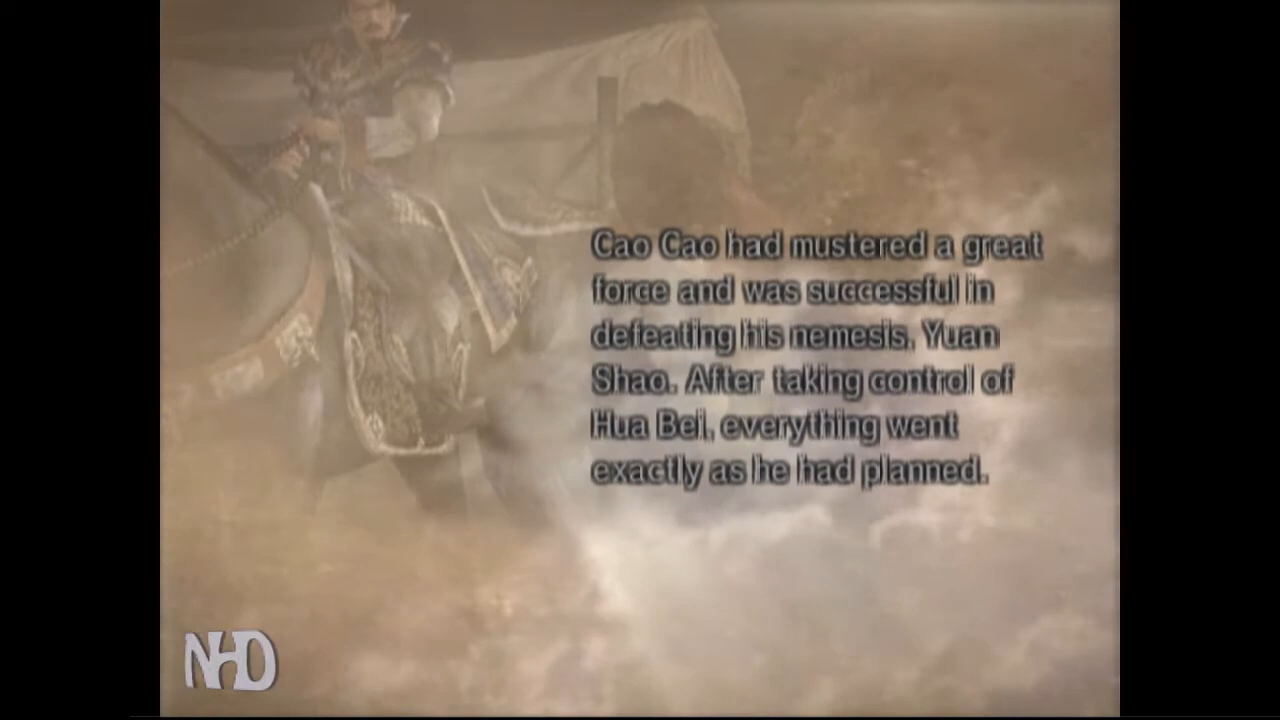 Cao Cao had mustered a great
force and was successful in
defeating his nemesis, Yuan
Shao. After taking control of
Hua Bei, everything went
exactly as he had planned.
NHD